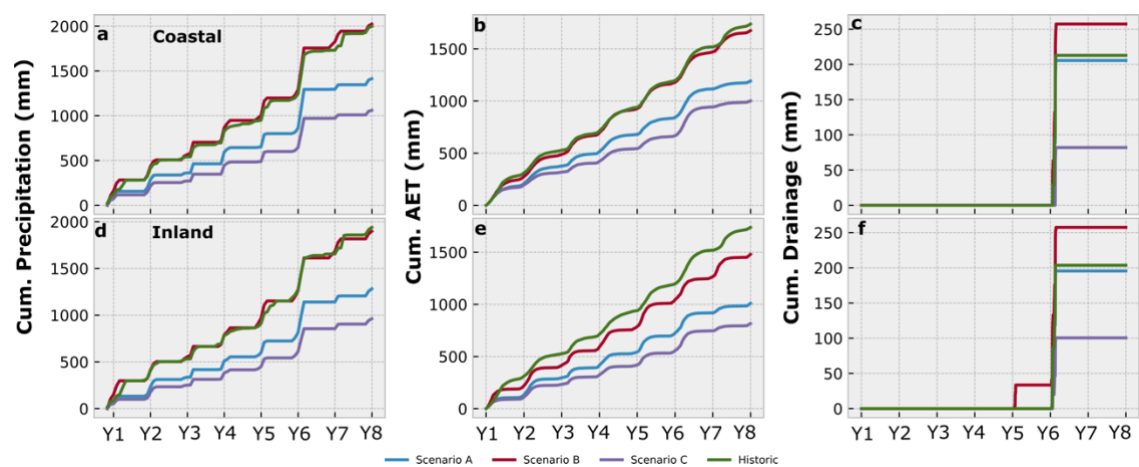 a Coastal
Cum. Precipitation (mm)
2000
1500
1000
500
0
b
Cum. AET (mm)
1500
1000
500
0
c
Cum. Drainage (mm)
250
200
150
100
50
0
d Inland
2000
1500
1000
500
0
Y1 Y2 Y3 Y4 Y5 Y6 Y7 Y8
e
1500
1000
500
0
Y1 Y2 Y3 Y4 Y5 Y6 Y7 Y8
f
250
200
150
100
50
0
Y1 Y2 Y3 Y4 Y5 Y6 Y7 Y8
Scenario A Scenario B Scenario C Historic